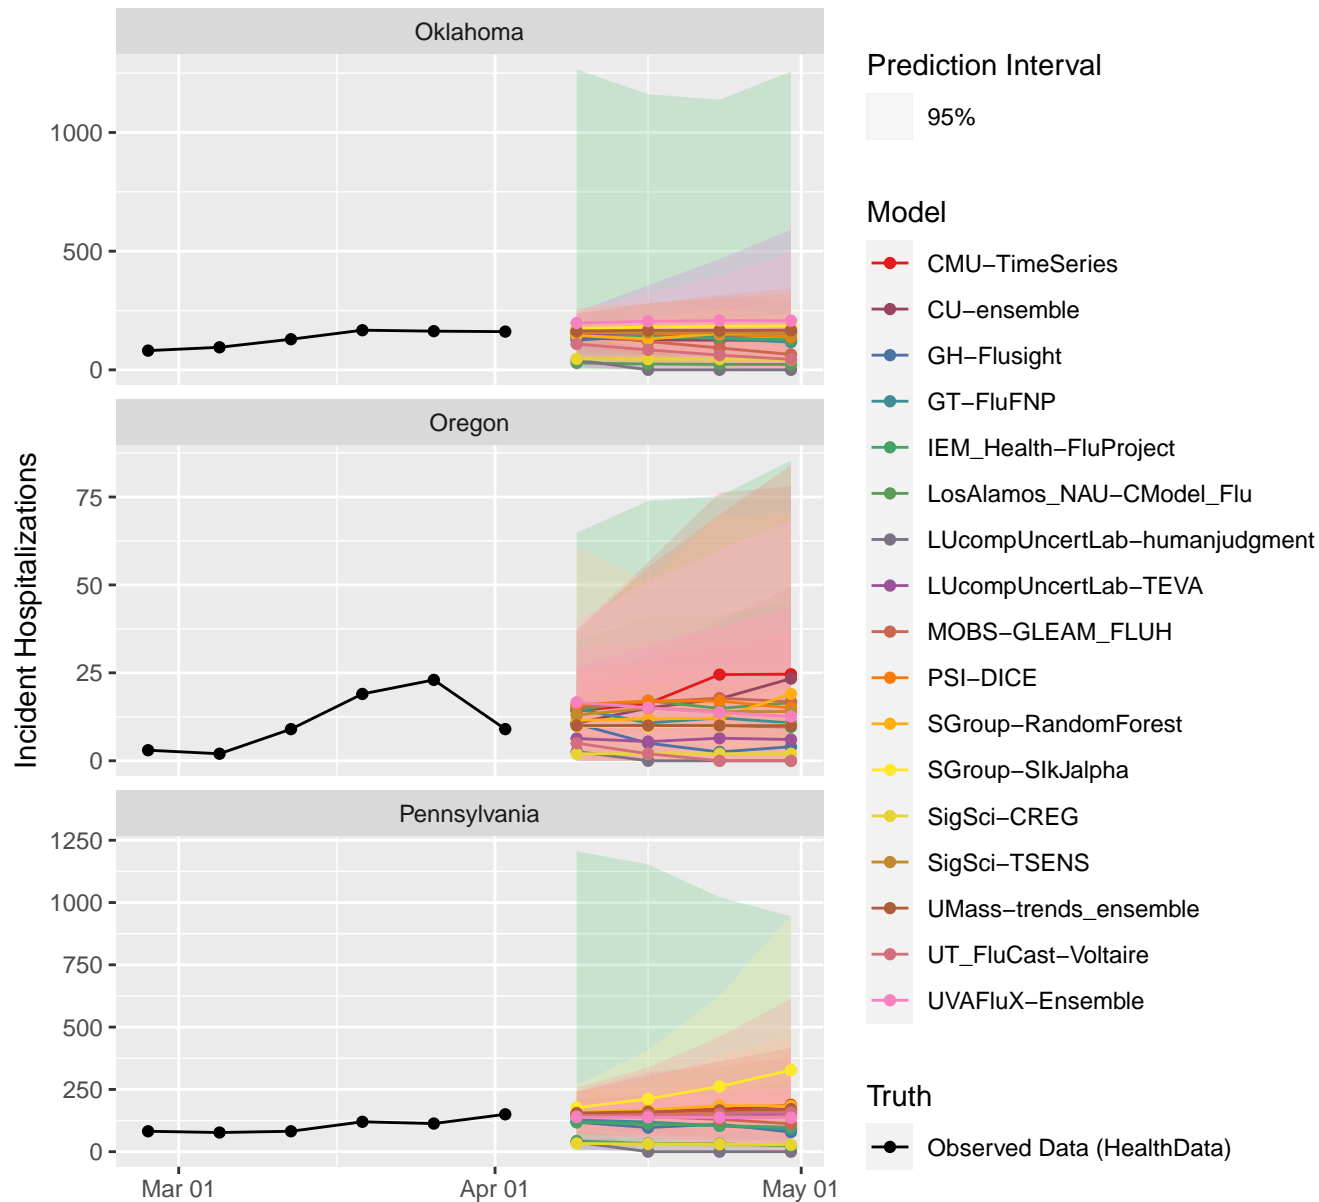 Oklahoma
1000
500
0
Oregon
75
50
25
0
Pennsylvania
1250
1000
750
500
250
0
Mar 01
Apr 01
May 01
Incident Hospitalizations
Prediction Interval
95%
Model
CMU−TimeSeries
CU−ensemble
GH−Flusight
GT−FluFNP
IEM_Health−FluProject
LosAlamos_NAU−CModel_Flu
LUcompUncertLab−humanjudgment
LUcompUncertLab−TEVA
MOBS−GLEAM_FLUH
PSI−DICE
SGroup−RandomForest
SGroup−SIkJalpha
SigSci−CREG
SigSci−TSENS
UMass−trends_ensemble
UT_FluCast−Voltaire
UVAFluX−Ensemble
Truth
Observed Data (HealthData)